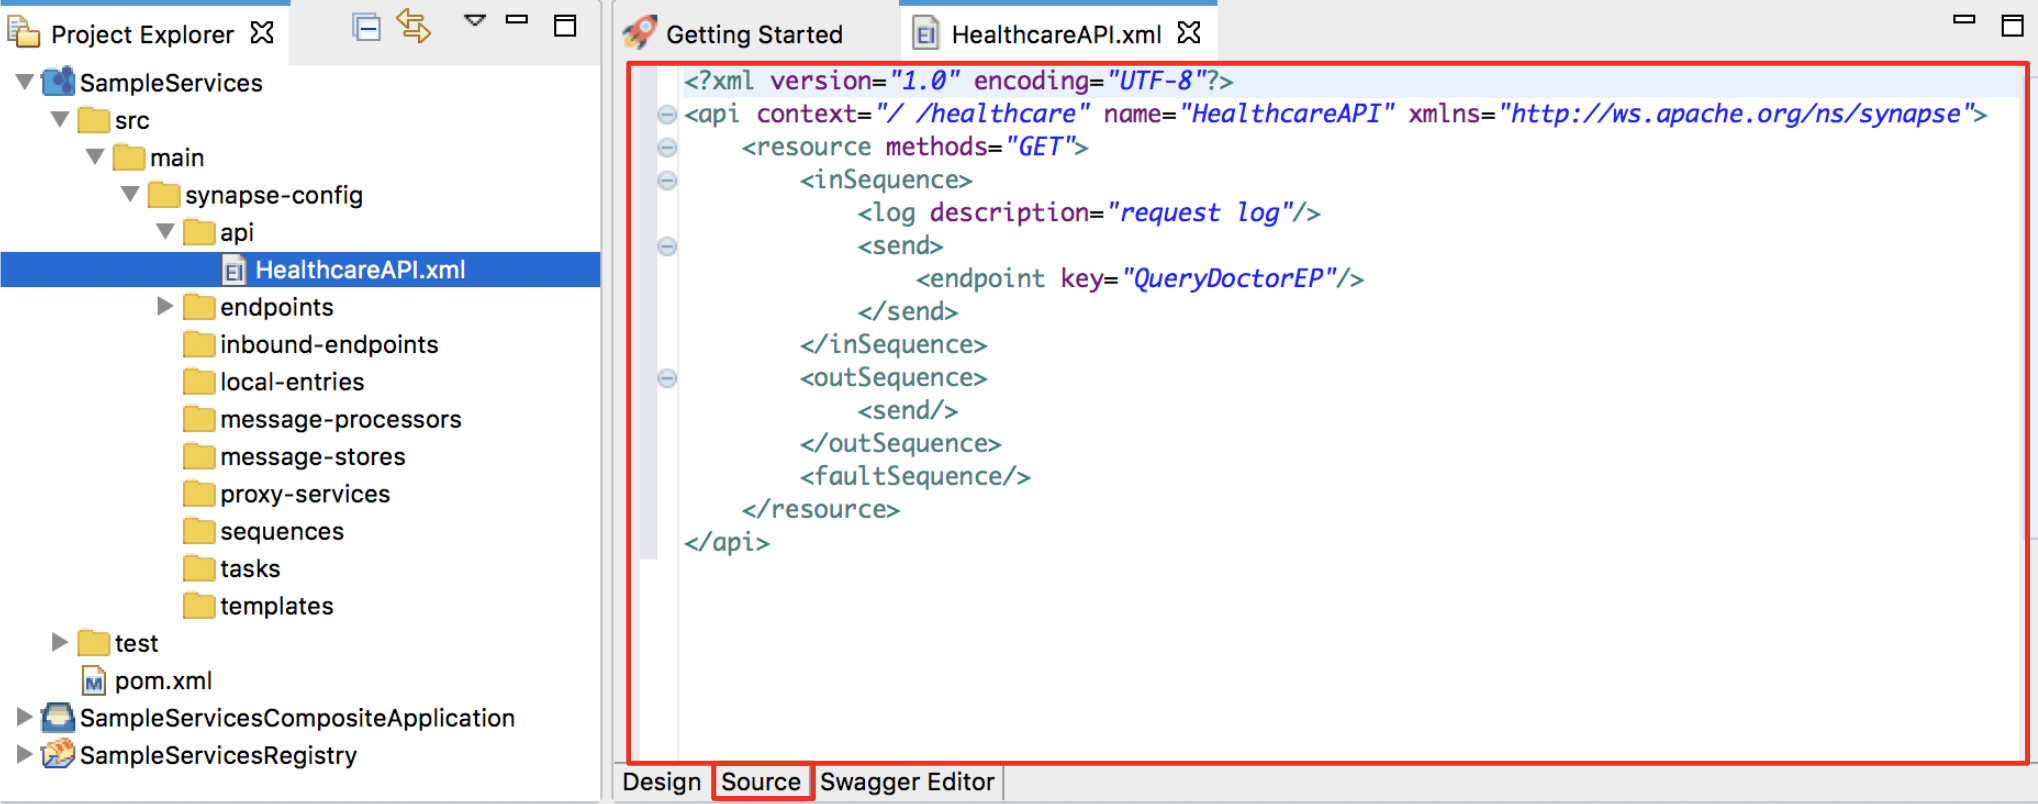 Project Explorer
SampleServices
src
main
synapse-config
api
HealthcareAPI.xml
endpoints
inbound-endpoints
local-entries
message-processors
message-stores
proxy-services
sequences
tasks
templates
test
pom.xml
SampleServicesCompositeApplication
SampleServicesRegistry
Getting Started
HealthcareAPI.xml
<?xml version="1.0" encoding="UTF-8"?>
<api context="/ /healthcare" name="HealthcareAPI" xmlns="http://ws.apache.org/ns/synapse">
    <resource methods="GET">
        <inSequence>
            <log description="request log"/>
            <send>
                <endpoint key="QueryDoctorEP"/>
            </send>
        </inSequence>
        <outSequence>
            <send/>
        </outSequence>
        <faultSequence/>
    </resource>
</api>
Design Source Swagger Editor